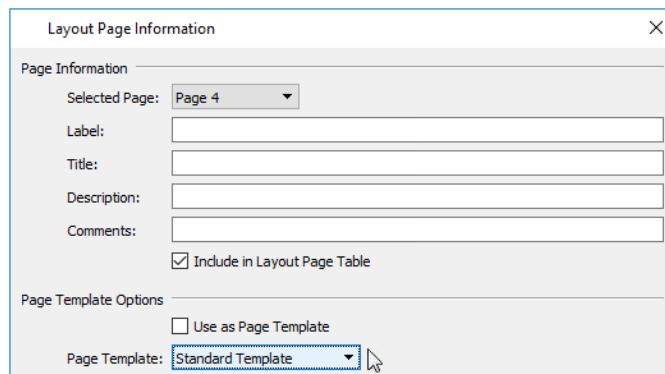 Layout Page Information
Page Information
Selected Page: Page 4
Label:
Title:
Description:
Comments:
Include in Layout Page Table
Page Template Options
Use as Page Template
Page Template: Standard Template